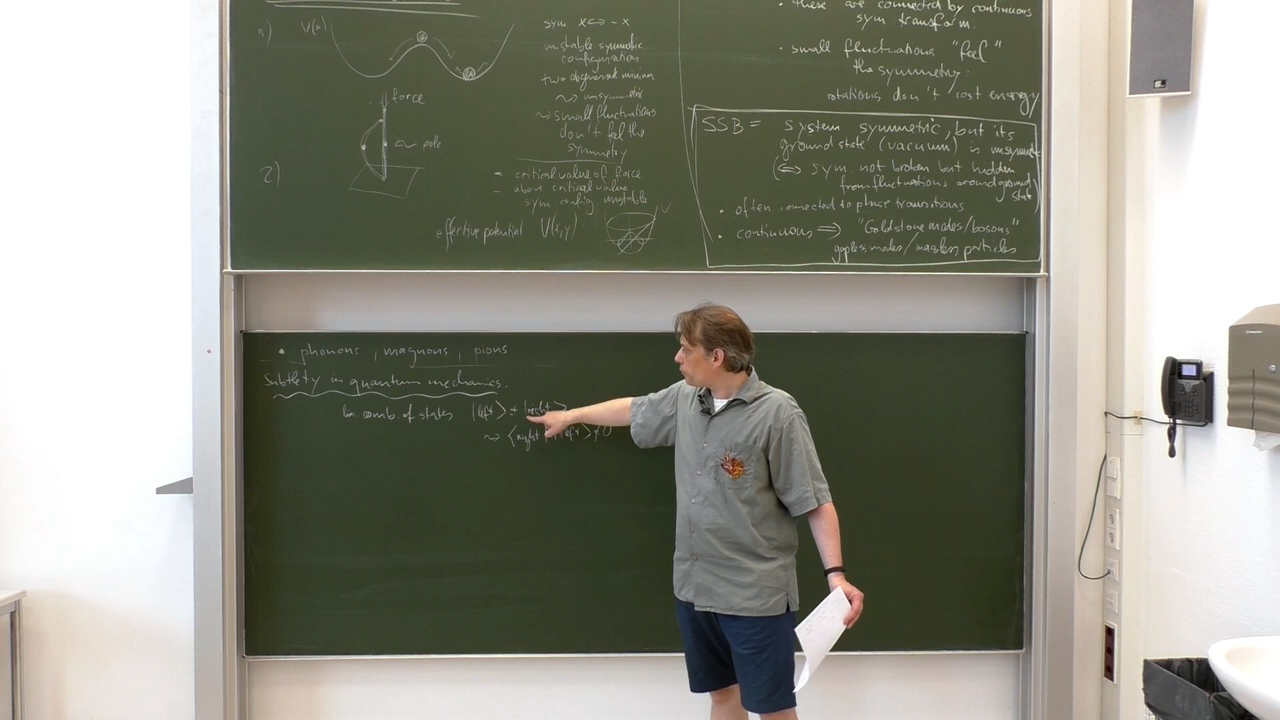 1) V(x)
sym x ↔ -x
unstable symmetric
configuration
two degenerate minima
⇝ unsymmetric
⇝ small fluctuations
don't feel the
symmetry
2)
force
pole
critical value of force
above critical value
sym config unstable
effective potential V(x,y)
V
• these are connected by continuous
sym transform.
• small fluctuations "feel"
the symmetry:
rotations don't cost energy
SSB = system symmetric, but its
ground state (vacuum) is unsymmetric
(⇔ sym. not broken but hidden
from fluctuations around ground
state)
• often connected to phase transitions
• continuous ⇒ "Goldstone modes/bosons"
gapless modes/massless particles
• phonons, magnons, pions
Subtlety in quantum mechanics.
lin. comb. of states |left> + |right>
⇝ <right left> ≠ 0